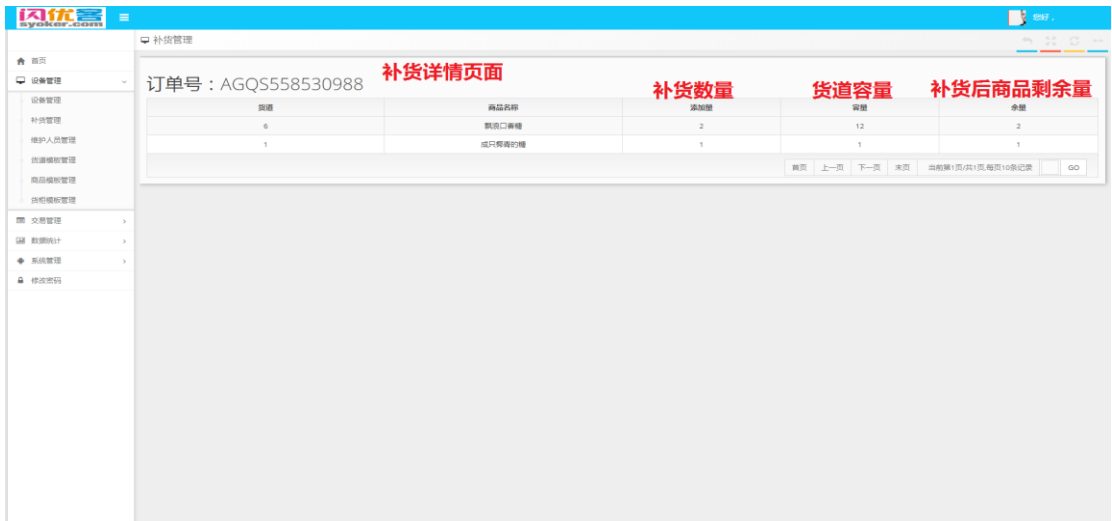 闪优客
syoker.com
您好，
补货管理
首页
设备管理
设备管理
补货管理
维护人员管理
货道模板管理
商品模板管理
货柜模板管理
交易管理
数据统计
系统管理
修改密码
补货详情页面
订单号：AGQS558530988
补货数量 货道容量 补货后商品剩余量
货道 商品名称 添加量 容量 余量
6 飘浪口香糖 2 12 2
1 1 1 1
首页 上一页 下一页 末页 当前第1页/共1页,每页10条记录 GO